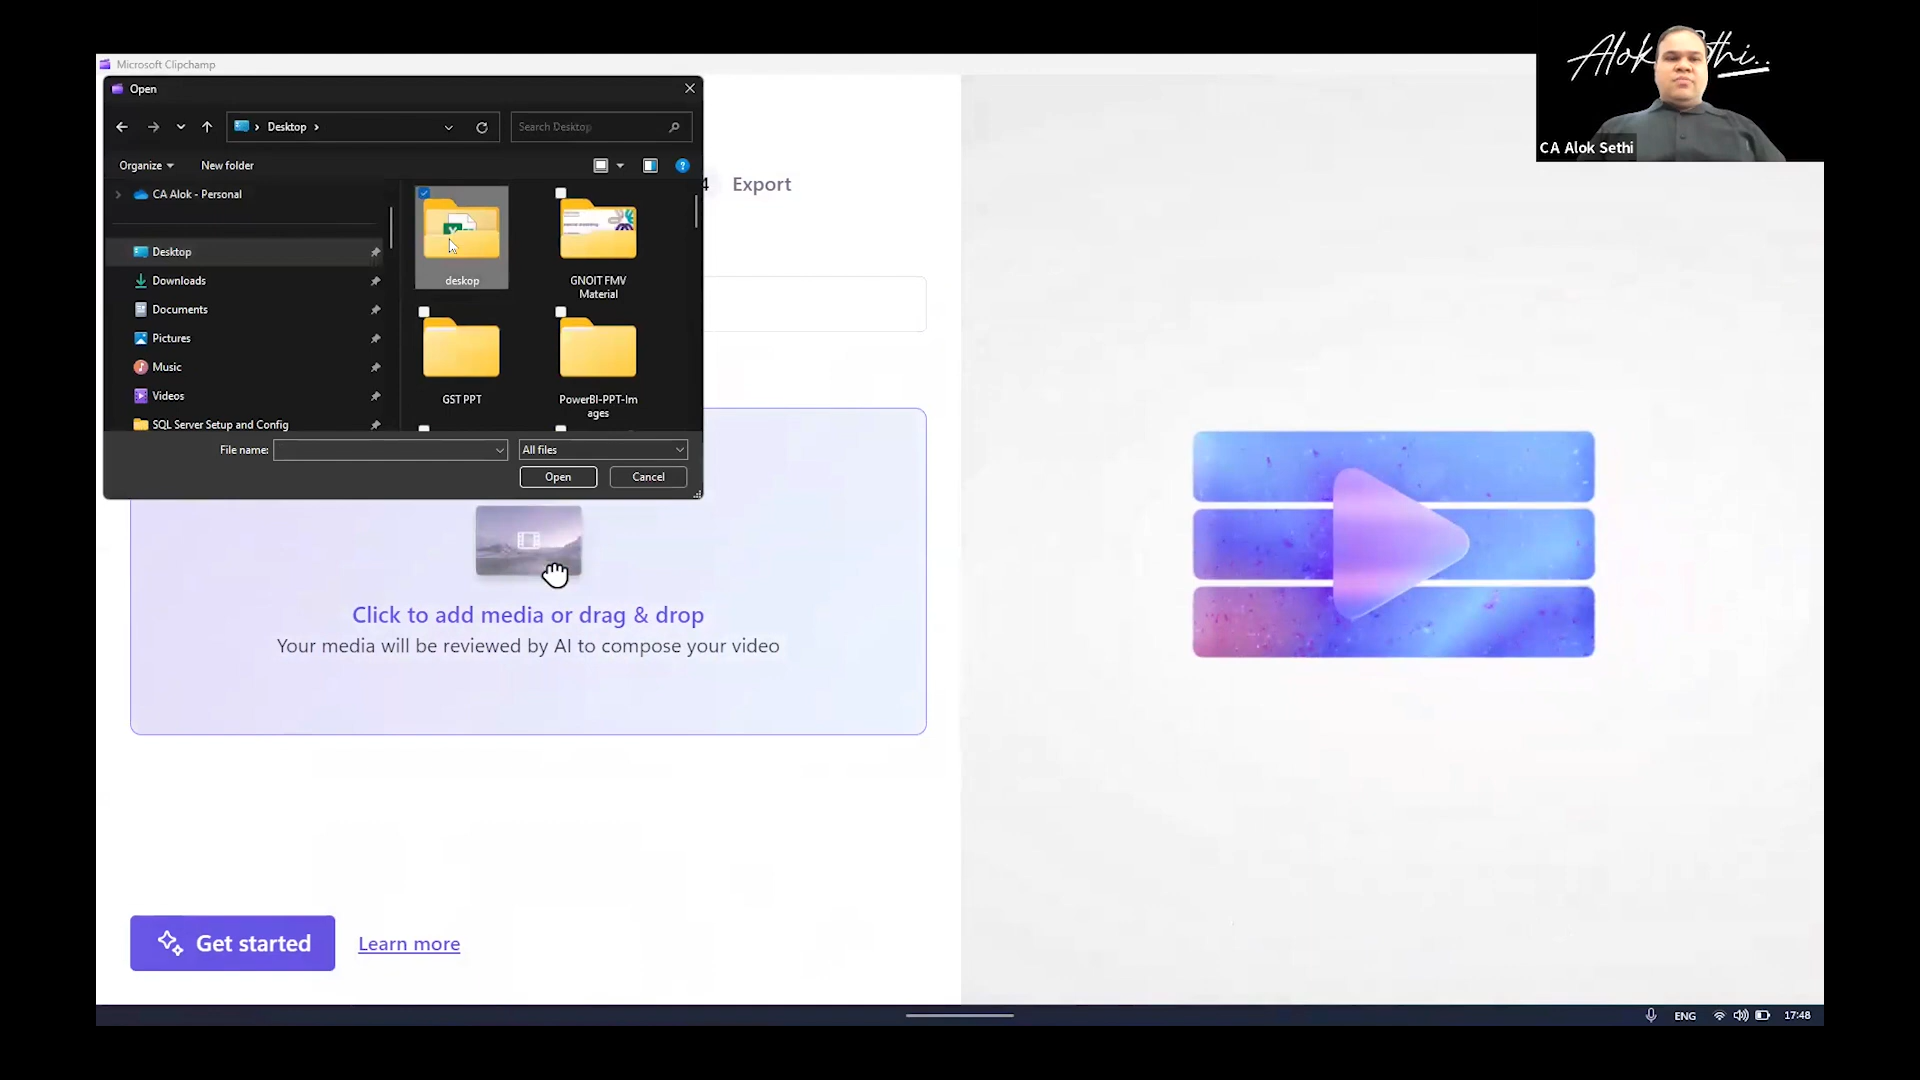 Microsoft Clipchamp
Alok Sethi..
Open
Desktop
Search Desktop
CA Alok Sethi
Organize
New folder
CA Alok - Personal
4 Export
Desktop
Downloads
Documents
Pictures
Music
Videos
SQL Server Setup and Config
deskop
GNOIT FMV
Material
GST PPT
PowerBI-PPT-Im
ages
File name:
All files
Open
Cancel
Click to add media or drag & drop
Your media will be reviewed by AI to compose your video
Get started
Learn more
ENG
17:48